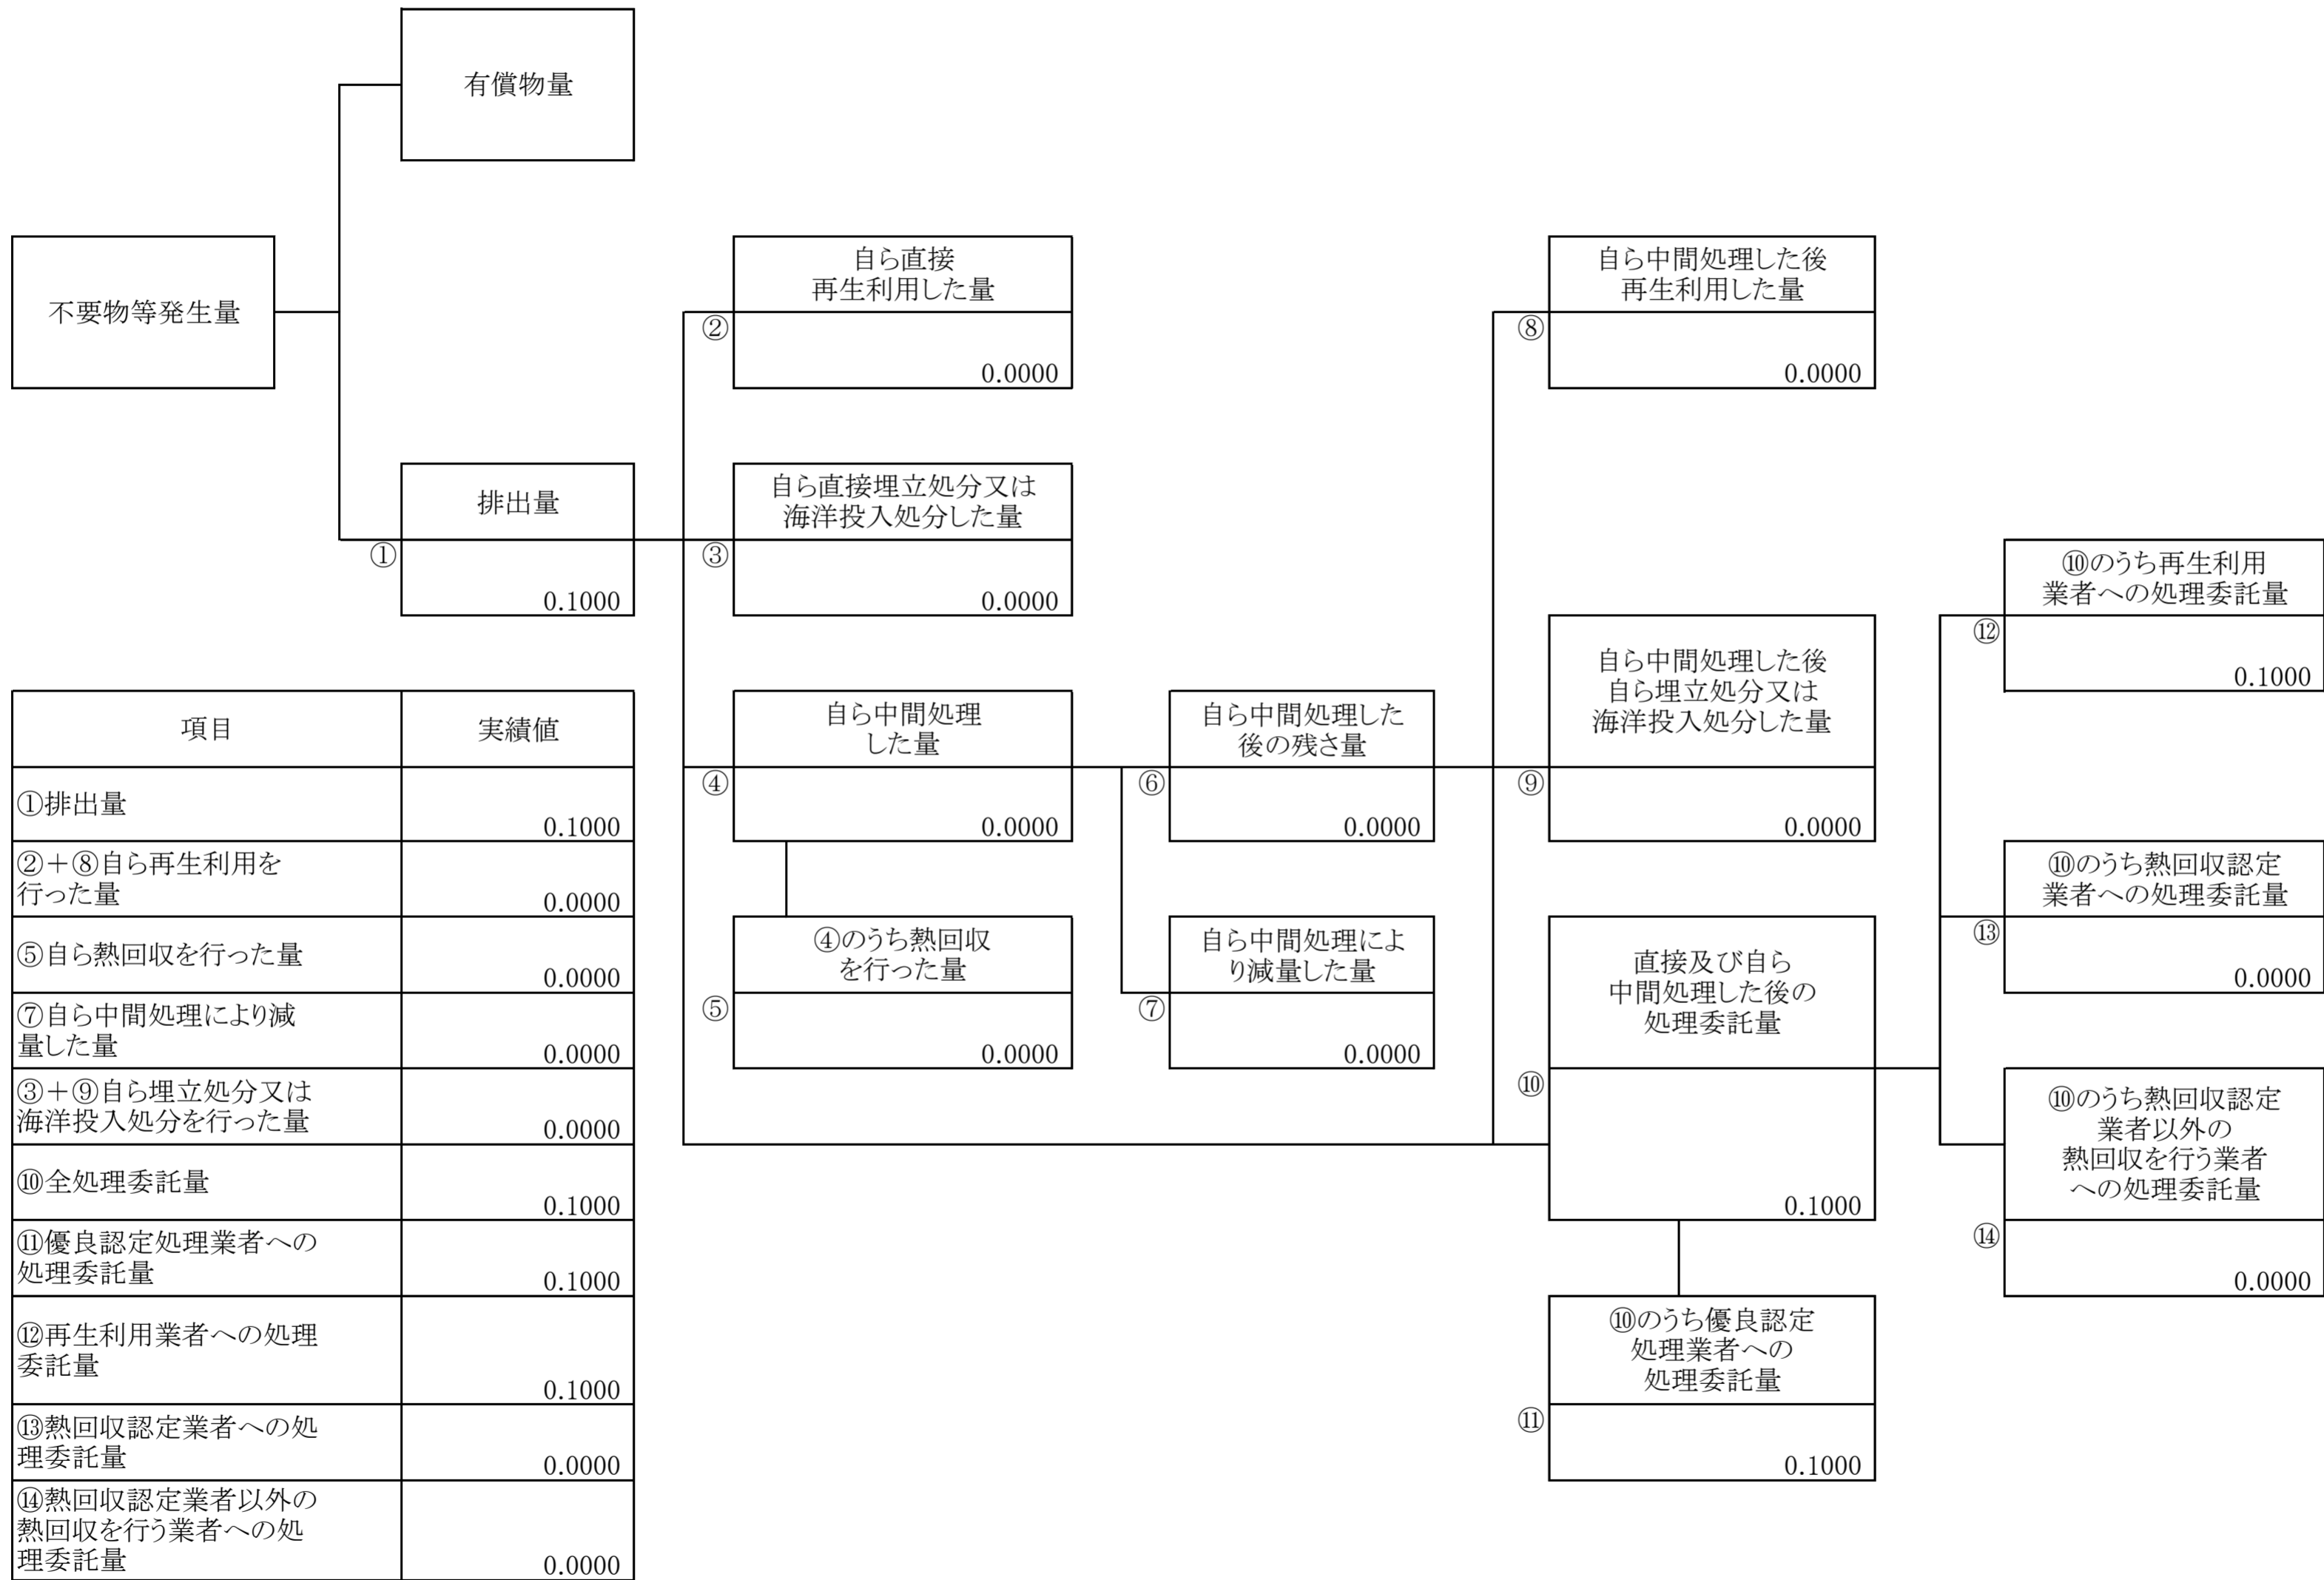 有償物量
不要物等発生量
自ら直接
再生利用した量
②
0.0000
自ら中間処理した後
再生利用した量
⑧
0.0000
排出量
①
0.1000
自ら直接埋立処分又は
海洋投入処分した量
③
0.0000
⑩のうち再生利用
業者への処理委託量
⑫
0.1000
自ら中間処理
した量
④
0.0000
自ら中間処理した
後の残さ量
⑥
0.0000
自ら中間処理した後
自ら埋立処分又は
海洋投入処分した量
⑨
0.0000
⑩のうち熱回収認定
業者への処理委託量
⑬
0.0000
④のうち熱回収
を行った量
⑤
0.0000
自ら中間処理によ
り減量した量
⑦
0.0000
直接及び自ら
中間処理した後の
処理委託量
⑩
0.1000
⑩のうち熱回収認定
業者以外の
熱回収を行う業者
への処理委託量
⑭
0.0000
⑩のうち優良認定
処理業者への
処理委託量
⑪
0.1000
項目 実績値
①排出量
0.1000
②＋⑧自ら再生利用を
行った量
0.0000
⑤自ら熱回収を行った量
0.0000
⑦自ら中間処理により減
量した量
0.0000
③＋⑨自ら埋立処分又は
海洋投入処分を行った量
0.0000
⑩全処理委託量
0.1000
⑪優良認定処理業者への
処理委託量
0.1000
⑫再生利用業者への処理
委託量
0.1000
⑬熱回収認定業者への処
理委託量
0.0000
⑭熱回収認定業者以外の
熱回収を行う業者への処
理委託量
0.0000